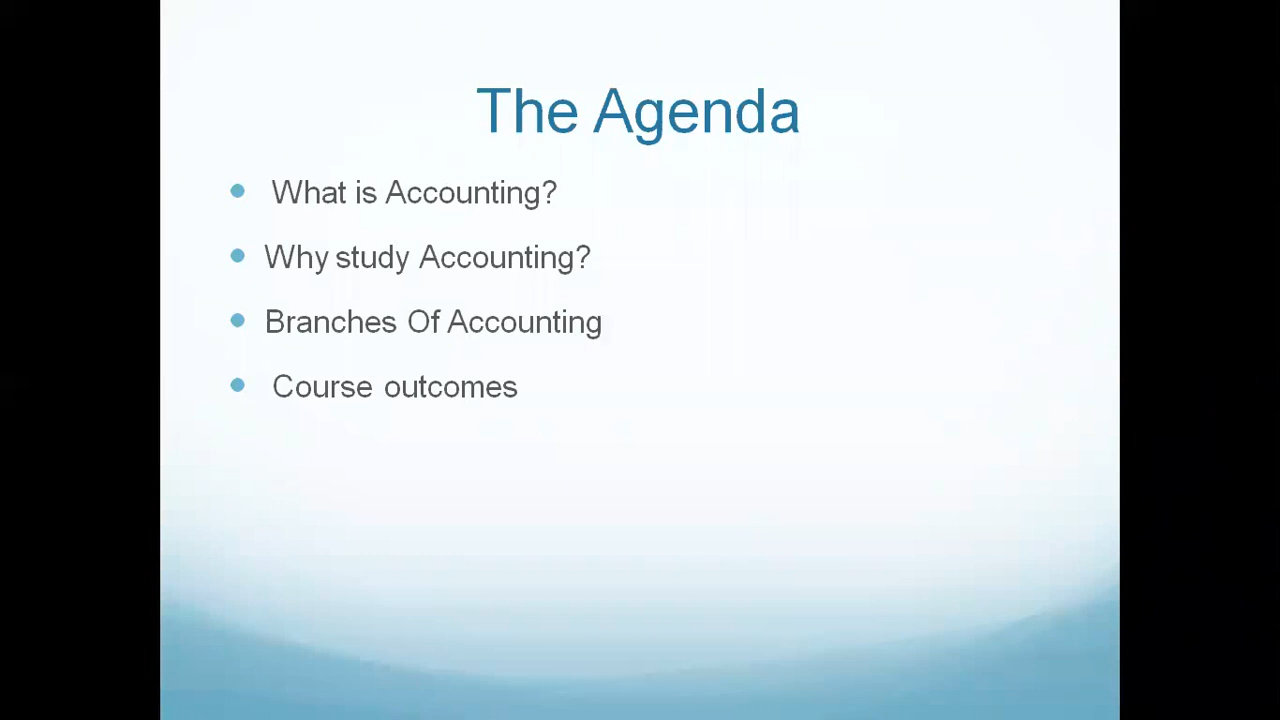 The Agenda
What is Accounting?
Why study Accounting?
Branches Of Accounting
Course outcomes